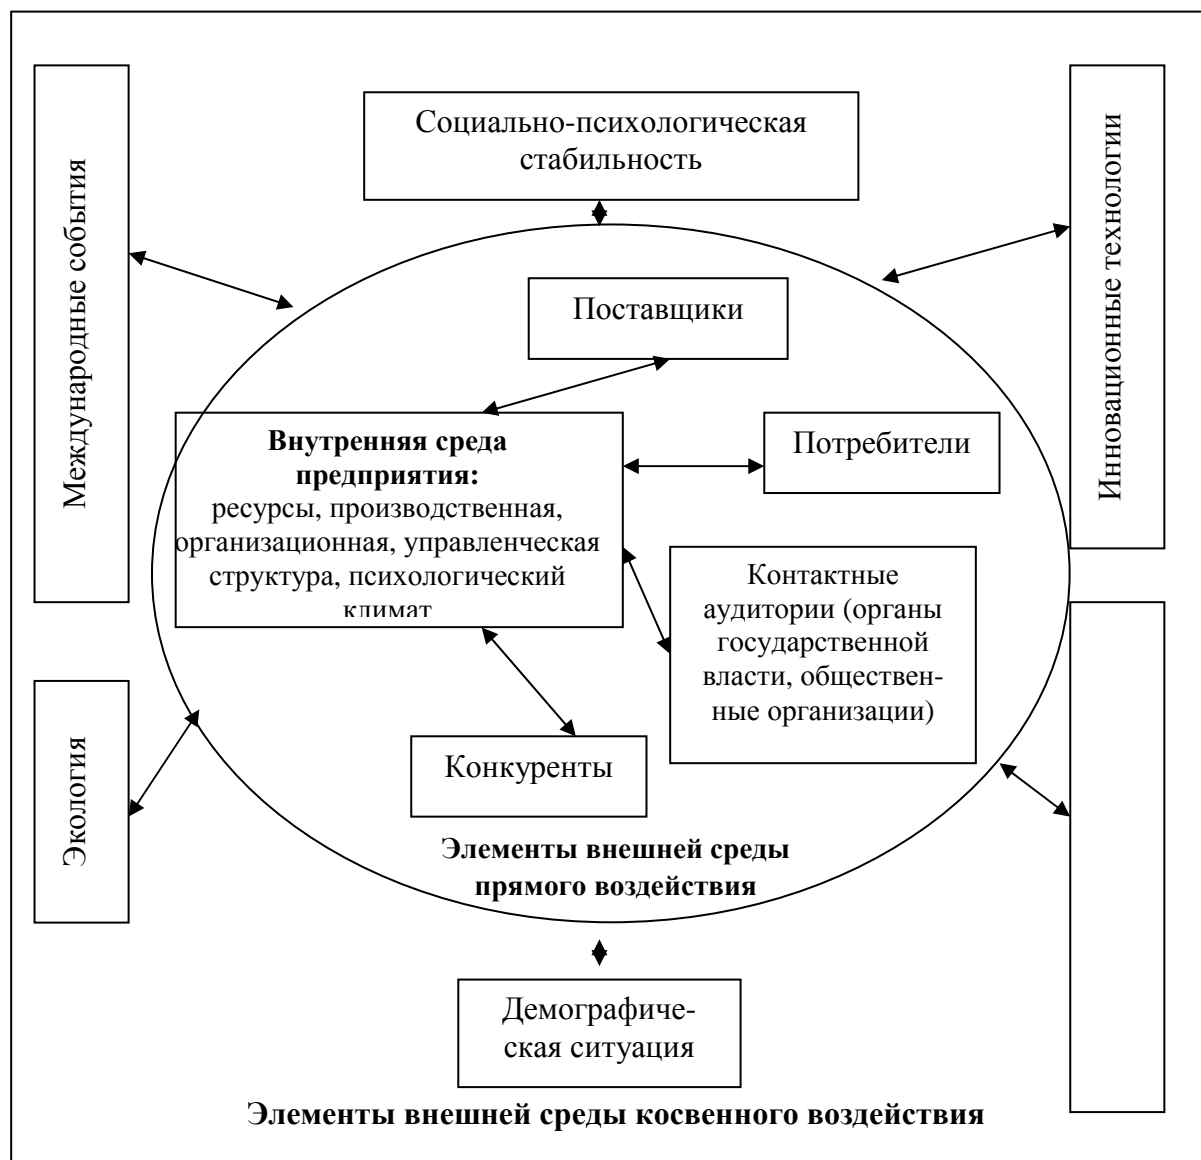 Социально-психологическая
стабильность
Международные события
Инновационные технологии
Поставщики
Внутренняя среда
предприятия:
ресурсы, производственная,
организационная, управленческая
структура, психологический
климат
Потребители
Контактные
аудитории (органы
государственной
власти, обществен-
ные организации)
Экология
Конкуренты
Элементы внешней среды
прямого воздействия
Демографиче-
ская ситуация
Элементы внешней среды косвенного воздействия